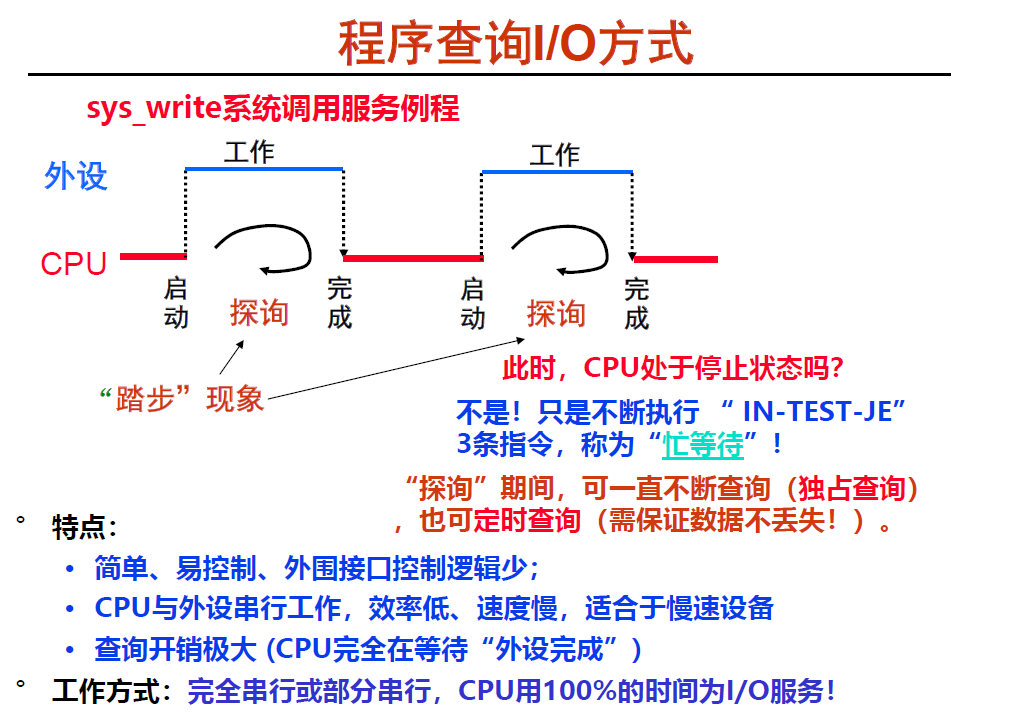 程序查询I/O方式
sys_write系统调用服务例程
工作
工作
外设
CPU
启动
探询
完成
启动
探询
完成
“踏步”现象
此时，CPU处于停止状态吗？
不是！只是不断执行 “ IN-TEST-JE”
3条指令，称为“忙等待”！
“探询”期间，可一直不断查询（独占查询）
，也可定时查询（需保证数据不丢失！）。
° 特点：
• 简单、易控制、外围接口控制逻辑少；
• CPU与外设串行工作，效率低、速度慢，适合于慢速设备
• 查询开销极大 (CPU完全在等待“外设完成”)
° 工作方式：完全串行或部分串行，CPU用100%的时间为I/O服务！